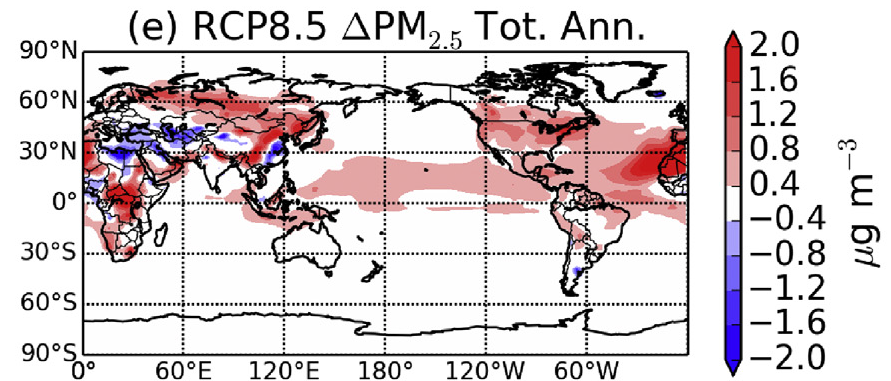 (e) RCP8.5 ΔPM₂.₅ Tot. Ann.
90°N
60°N
30°N
0°
30°S
60°S
90°S
0° 60°E 120°E 180° 120°W 60°W
2.0
1.6
1.2
0.8
0.4
−0.4
−0.8
−1.2
−1.6
−2.0
μg m⁻³